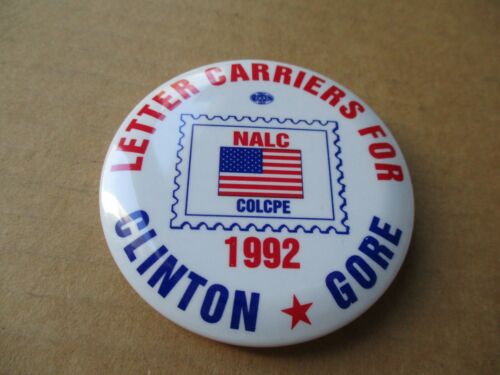 LETTER CARRIERS FOR
NALC
COLCPE
1992
CLINTON ★ GORE